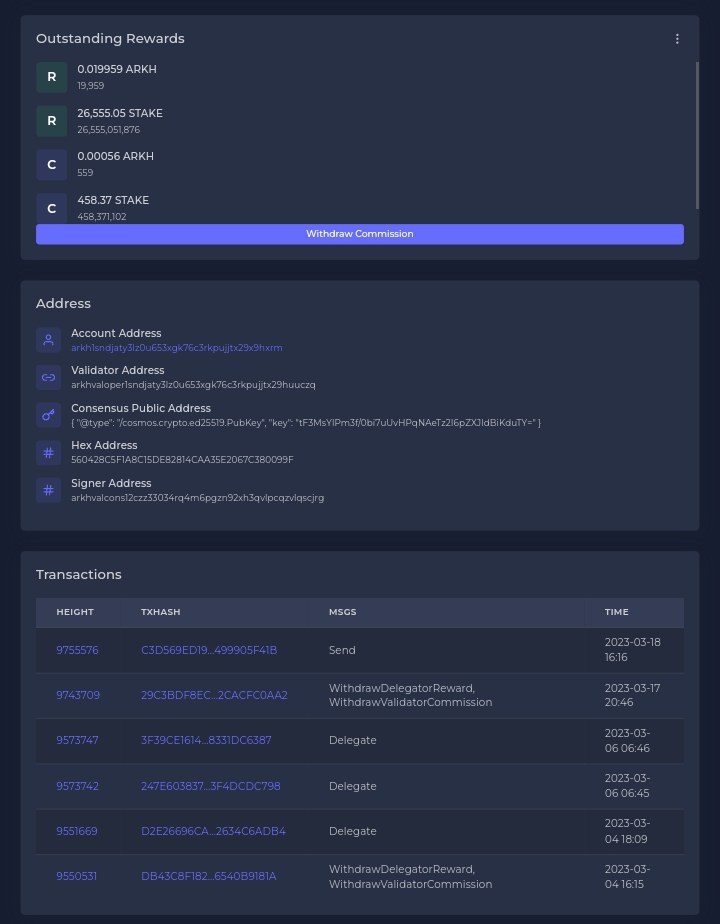 Outstanding Rewards
R
0.019959 ARKH
19,959
R
26,555.05 STAKE
26,555,051,876
C
0.00056 ARKH
559
C
458.37 STAKE
458,371,102
Withdraw Commission
Address
Account Address
arkh1sndjaty3lz0u653xgk76c3rkpujjtx29x9hxrm
Validator Address
arkhvaloper1sndjaty3lz0u653xgk76c3rkpujjtx29huuczq
Consensus Public Address
{ "@type": "/cosmos.crypto.ed25519.PubKey", "key": "tF3MsYlPm3f/0bi7uUvHPqNAeTz2I6pZXJldBiKduTY=" }
Hex Address
560428C5F1A8C15DE82814CAA35E2067C380099F
Signer Address
arkhvalcons12czz33034rq4m6pgzn92xh3qvlpcqzvlqscjrg
Transactions
HEIGHT TXHASH MSGS TIME
9755576 C3D569ED19...499905F41B Send 2023-03-18
16:16
9743709 29C3BDF8EC...2CACFC0AA2 WithdrawDelegatorReward, 2023-03-17
WithdrawValidatorCommission 20:46
9573747 3F39CE1614...8331DC6387 Delegate 2023-03-
06 06:46
9573742 247E603837...3F4DCDC798 Delegate 2023-03-
06 06:45
9551669 D2E26696CA...2634C6ADB4 Delegate 2023-03-
04 18:09
9550531 DB43C8F182...6540B9181A WithdrawDelegatorReward, 2023-03-
WithdrawValidatorCommission 04 16:15